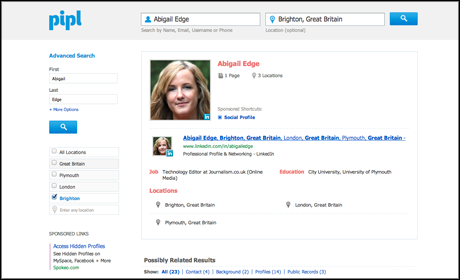 pipl
Abigail Edge
Brighton, Great Britain
Search by Name, Email, Username or Phone
Location (optional)
Advanced Search
First
Abigail
Last
Edge
+ More Options
All Locations
Great Britain
Plymouth
London
Brighton
Enter any location
SPONSORED LINKS
Access Hidden Profiles
See Hidden Profiles on
MySpace, Facebook + More
Spokeo.com
Abigail Edge
1 Page
3 Locations
Sponsored Shortcuts:
Social Profile
in
Abigail Edge, Brighton, Great Britain, London, Great Britain, Plymouth, Great Britain -
www.linkedin.com/in/abigailedge
Professional Profile & Networking - LinkedIn
in
Job Technology Editor at Journalism.co.uk (Online Media)
Education City University, University of Plymouth
Locations
Brighton, Great Britain
London, Great Britain
Plymouth, Great Britain
Possibly Related Results
Show: All (23) | Contact (4) | Background (2) | Profiles (14) | Public Records (3)